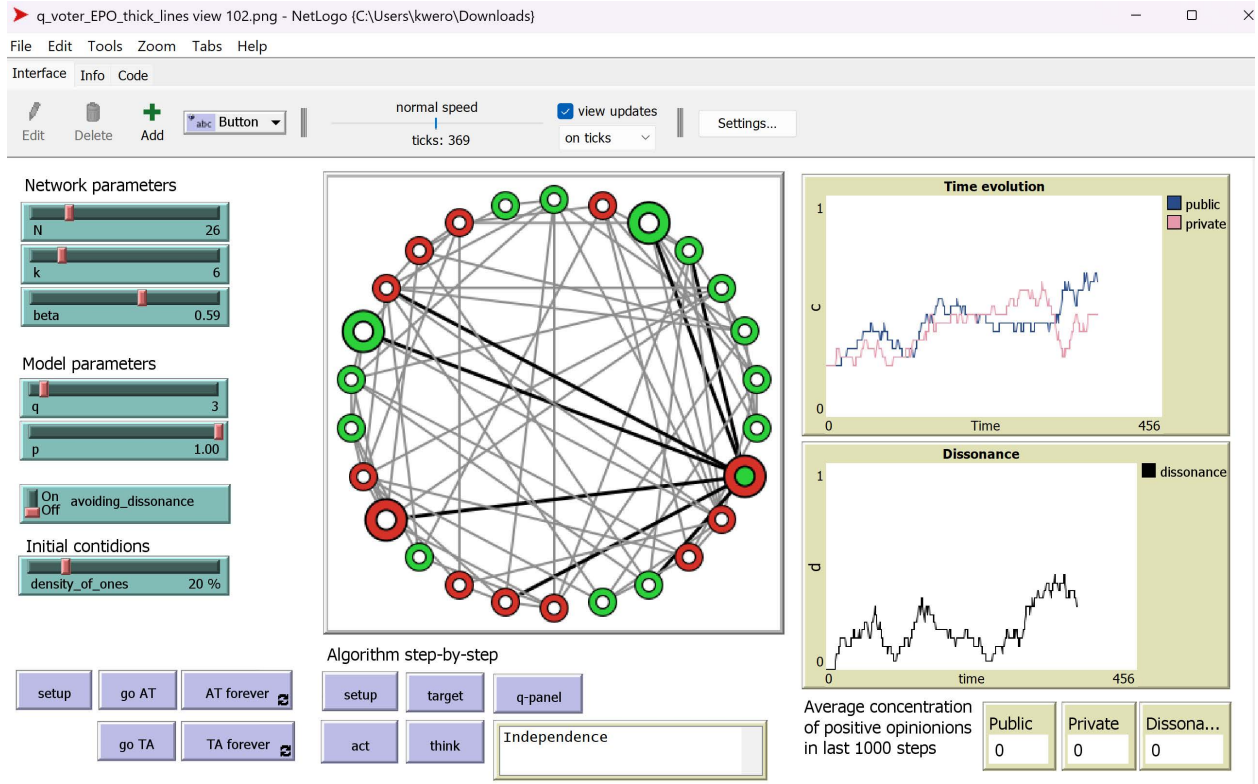 q_voter_EPO_thick_lines view 102.png - NetLogo {C:\Users\kwero\Downloads}
File Edit Tools Zoom Tabs Help
Interface Info Code
Edit Delete Add abc Button
normal speed
ticks: 369
view updates
on ticks
Settings...
Network parameters
N 26
k 6
beta 0.59
Model parameters
q 3
p 1.00
On
Off
avoiding_dissonance
Initial contidions
density_of_ones 20 %
setup go AT AT forever
go TA TA forever
Algorithm step-by-step
setup target q-panel
act think
Independence
Time evolution
1
c
0
0 Time 456
public
private
Dissonance
1
d
0
0 time 456
dissonance
Average concentration
of positive opinionions
in last 1000 steps
Public
0
Private
0
Dissona...
0